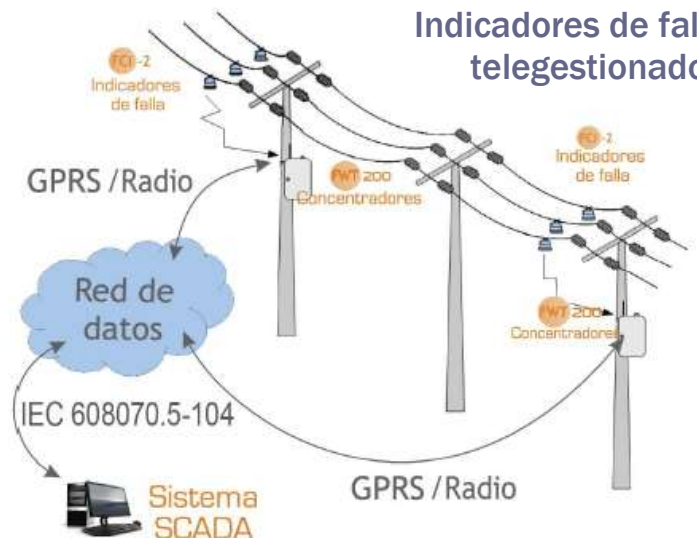 Indicadores de fal
telegestionado
FCI -2
Indicadores
de falla
FCI -2
Indicadores
de falla
GPRS /Radio
FWT 200
Concentradores
Red de
datos
FWT 200
Concentradores
IEC 608070.5-104
GPRS /Radio
Sistema
SCADA